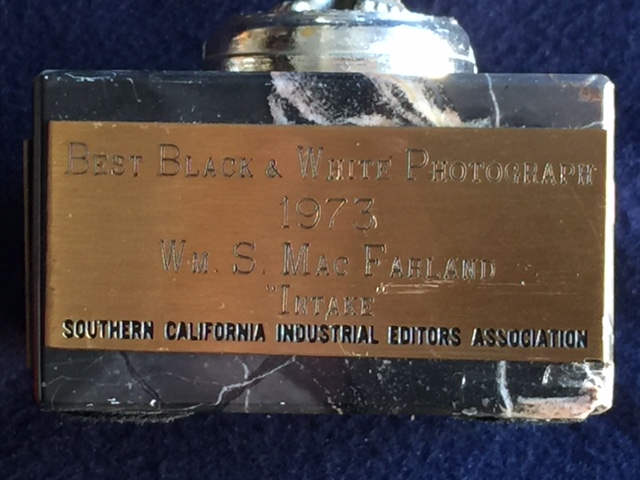 BEST BLACK & WHITE PHOTOGRAPH
1973
WM. S. MAC FARLAND
"INTAKE"
SOUTHERN CALIFORNIA INDUSTRIAL EDITORS ASSOCIATION